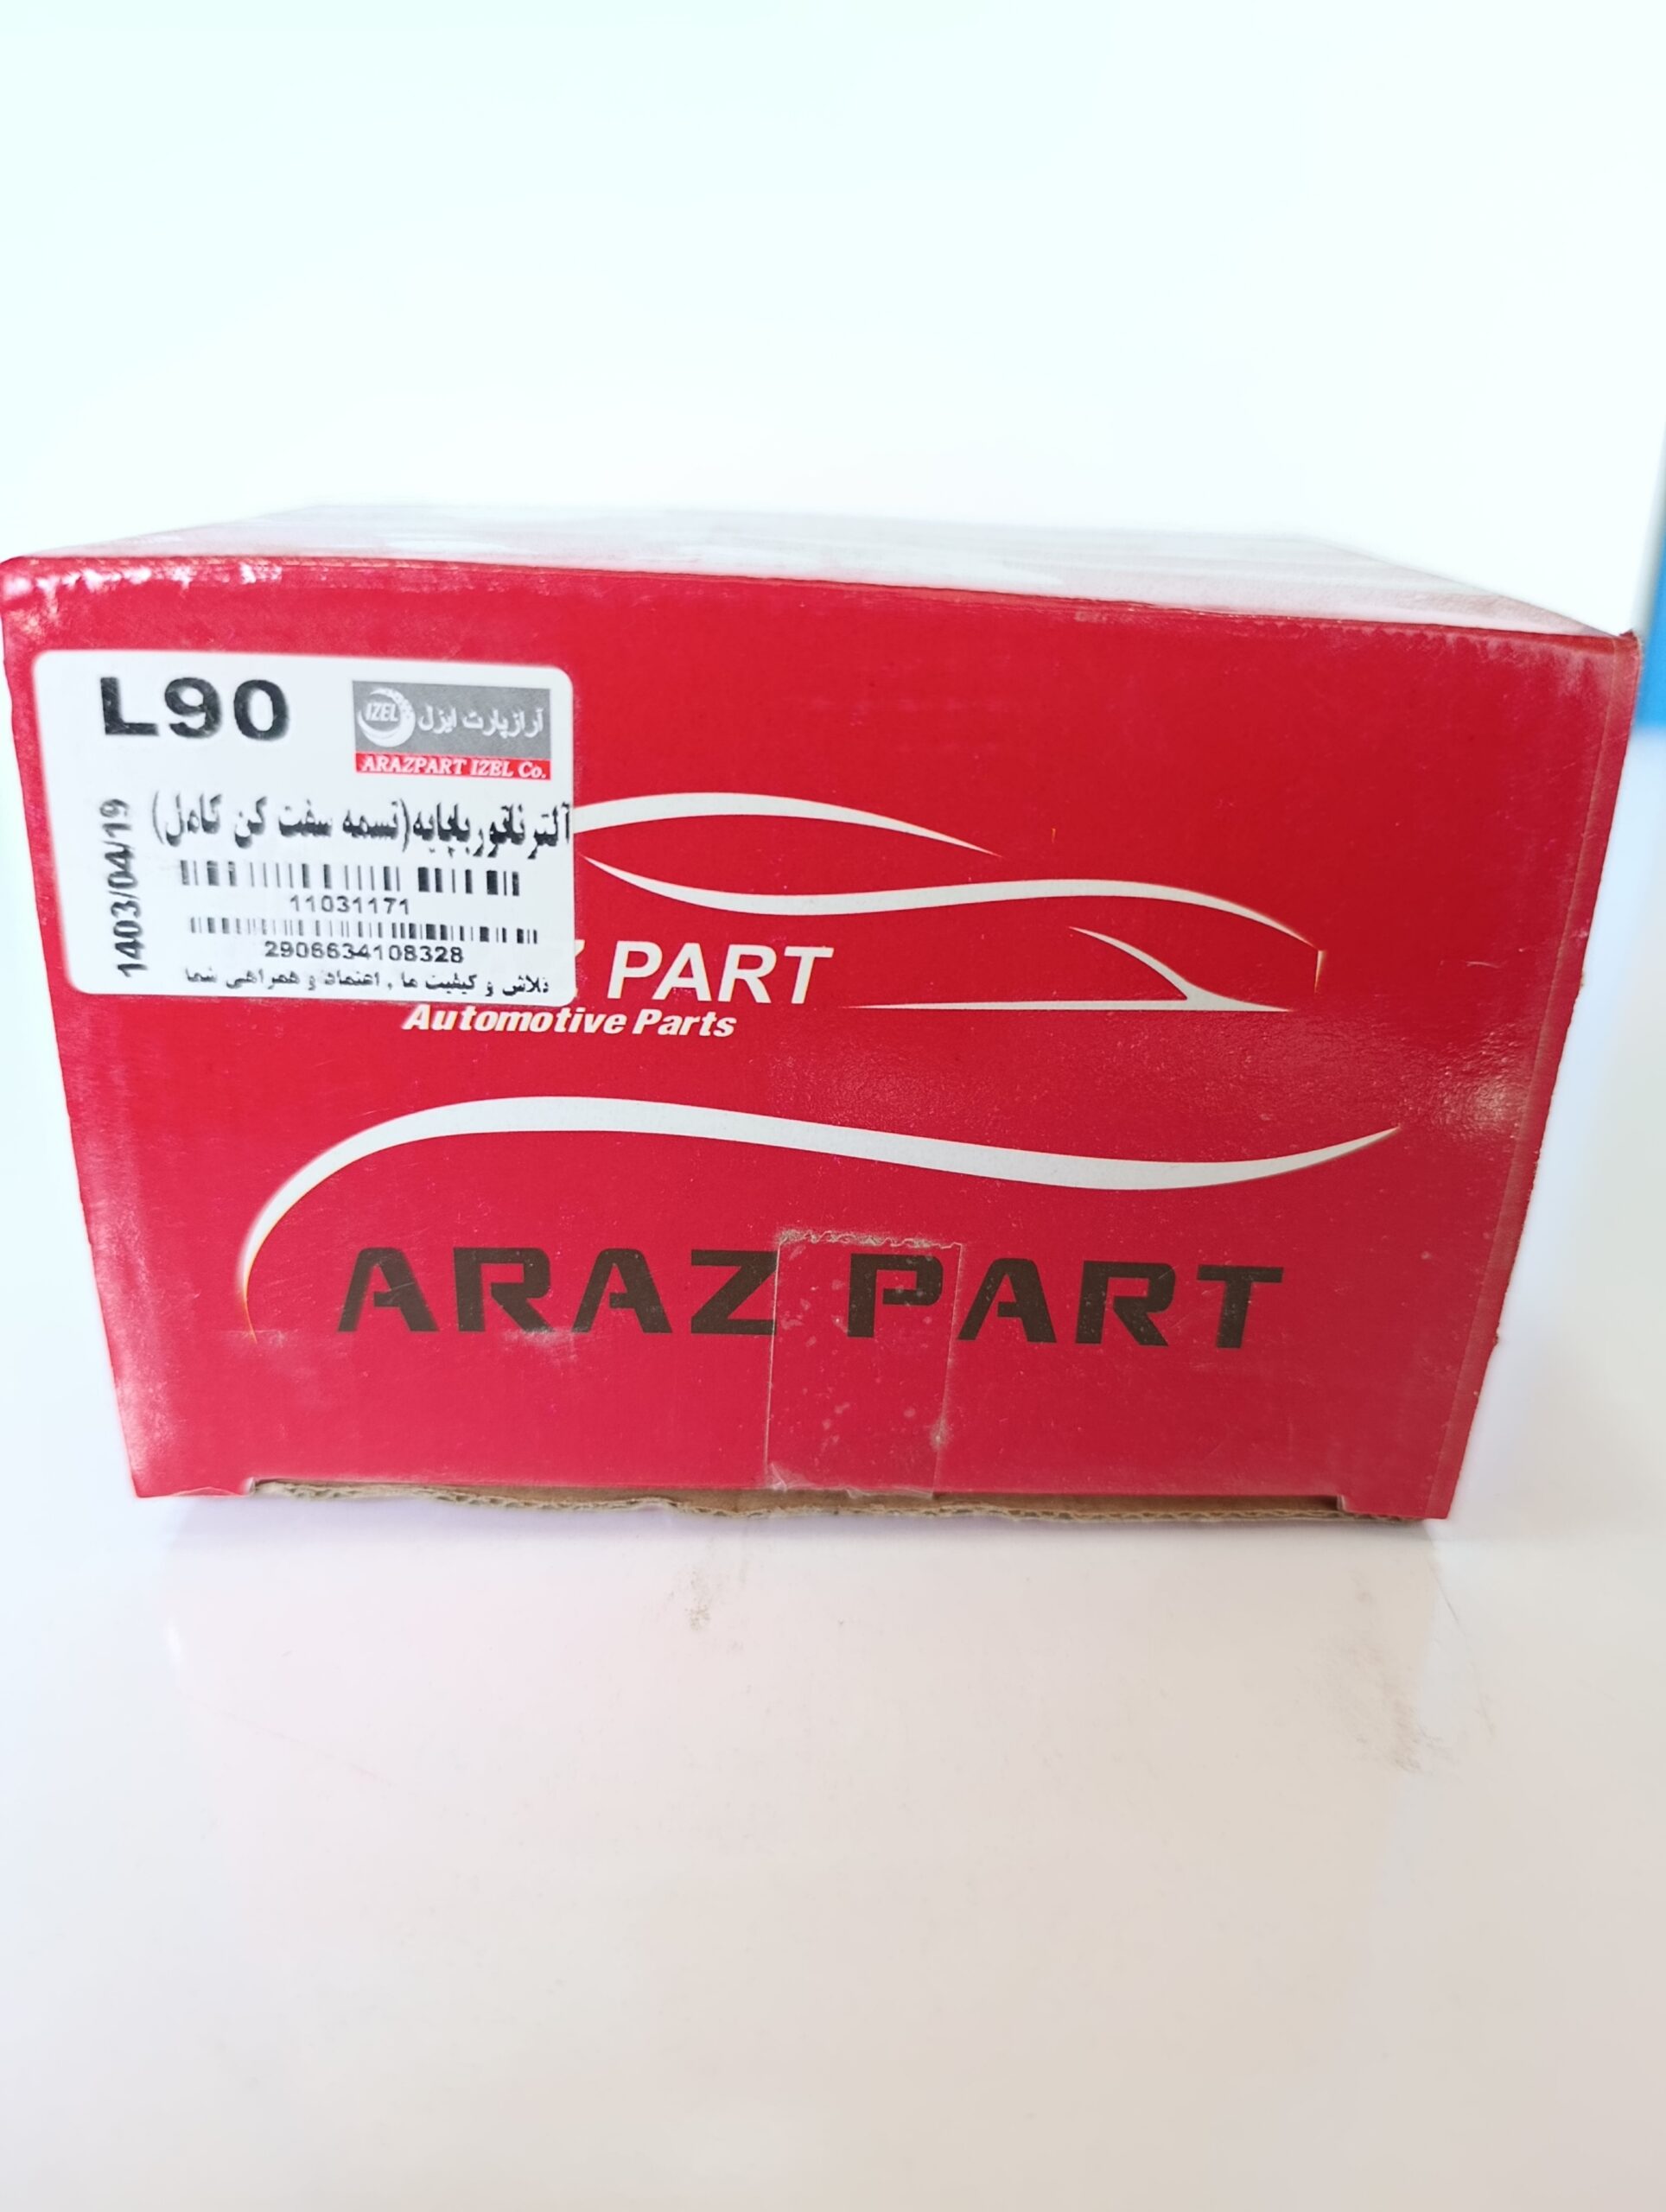 L90
IZEL
آرازپارت ایزل
ARAZPART IZEL Co.
آلترناتور باپایه(تسمه سفت کن کامل)
1403/04/19
11031171
2906634108328
تلاش و کیفیت ما , اعتماد و همراهی شما
PART
Automotive Parts
ARAZ PART